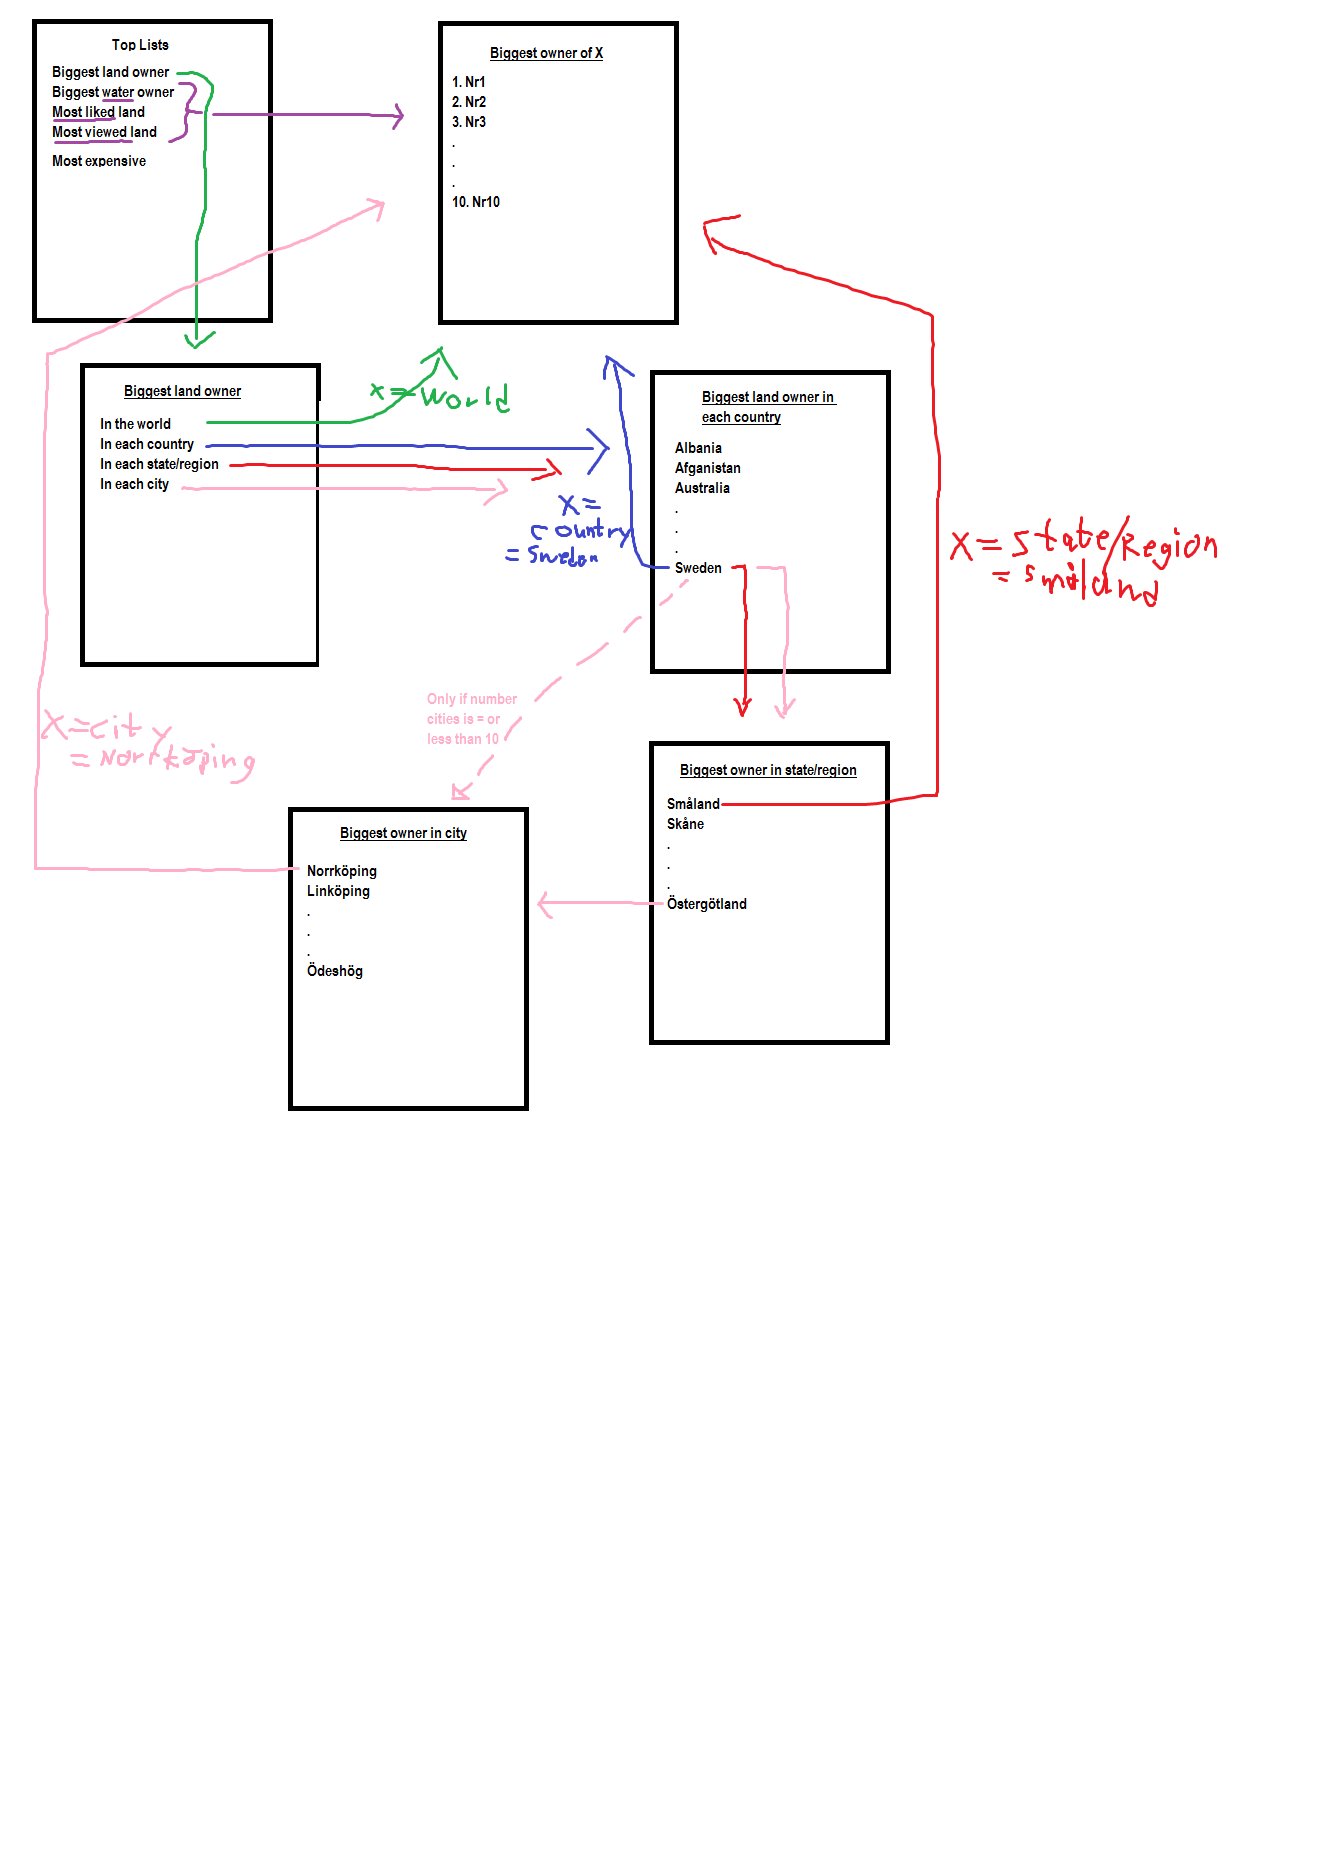 Top Lists
Biggest land owner
Biggest water owner
Most liked land
Most viewed land
Most expensive
Biggest owner of X
1. Nr1
2. Nr2
3. Nr3
.
.
.
10. Nr10
Biggest land owner
In the world
In each country
In each state/region
In each city
x = World
X =
country
= Sweden
Biggest land owner in
each country
Albania
Afganistan
Australia
.
.
.
Sweden
X = State/Region
= småland
Only if number
cities is = or
less than 10
X = city
= Norrköping
Biggest owner in state/region
Småland
Skåne
.
.
.
Östergötland
Biggest owner in city
Norrköping
Linköping
.
.
.
Ödeshög